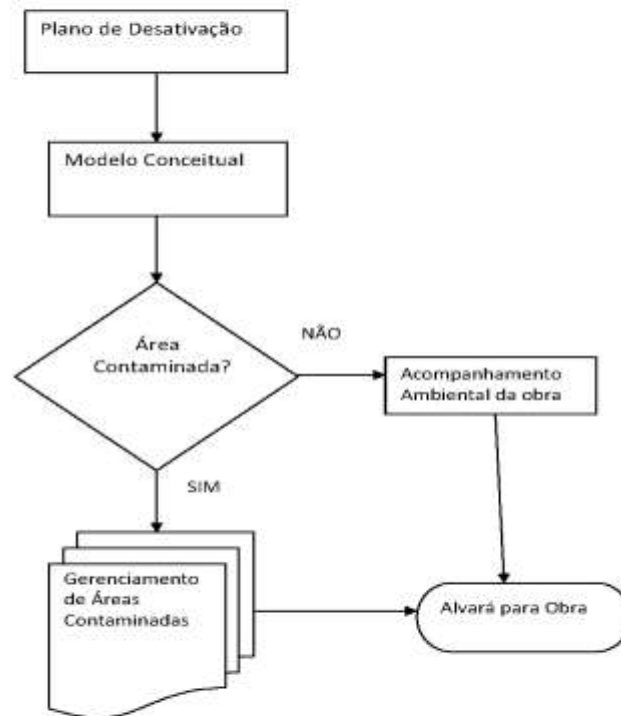 Plano de Desativação
Modelo Conceitual
Área
Contaminada?
NÃO
Acompanhamento
Ambiental da obra
SIM
Gerenciamento
de Áreas
Contaminadas
Alvará para Obra